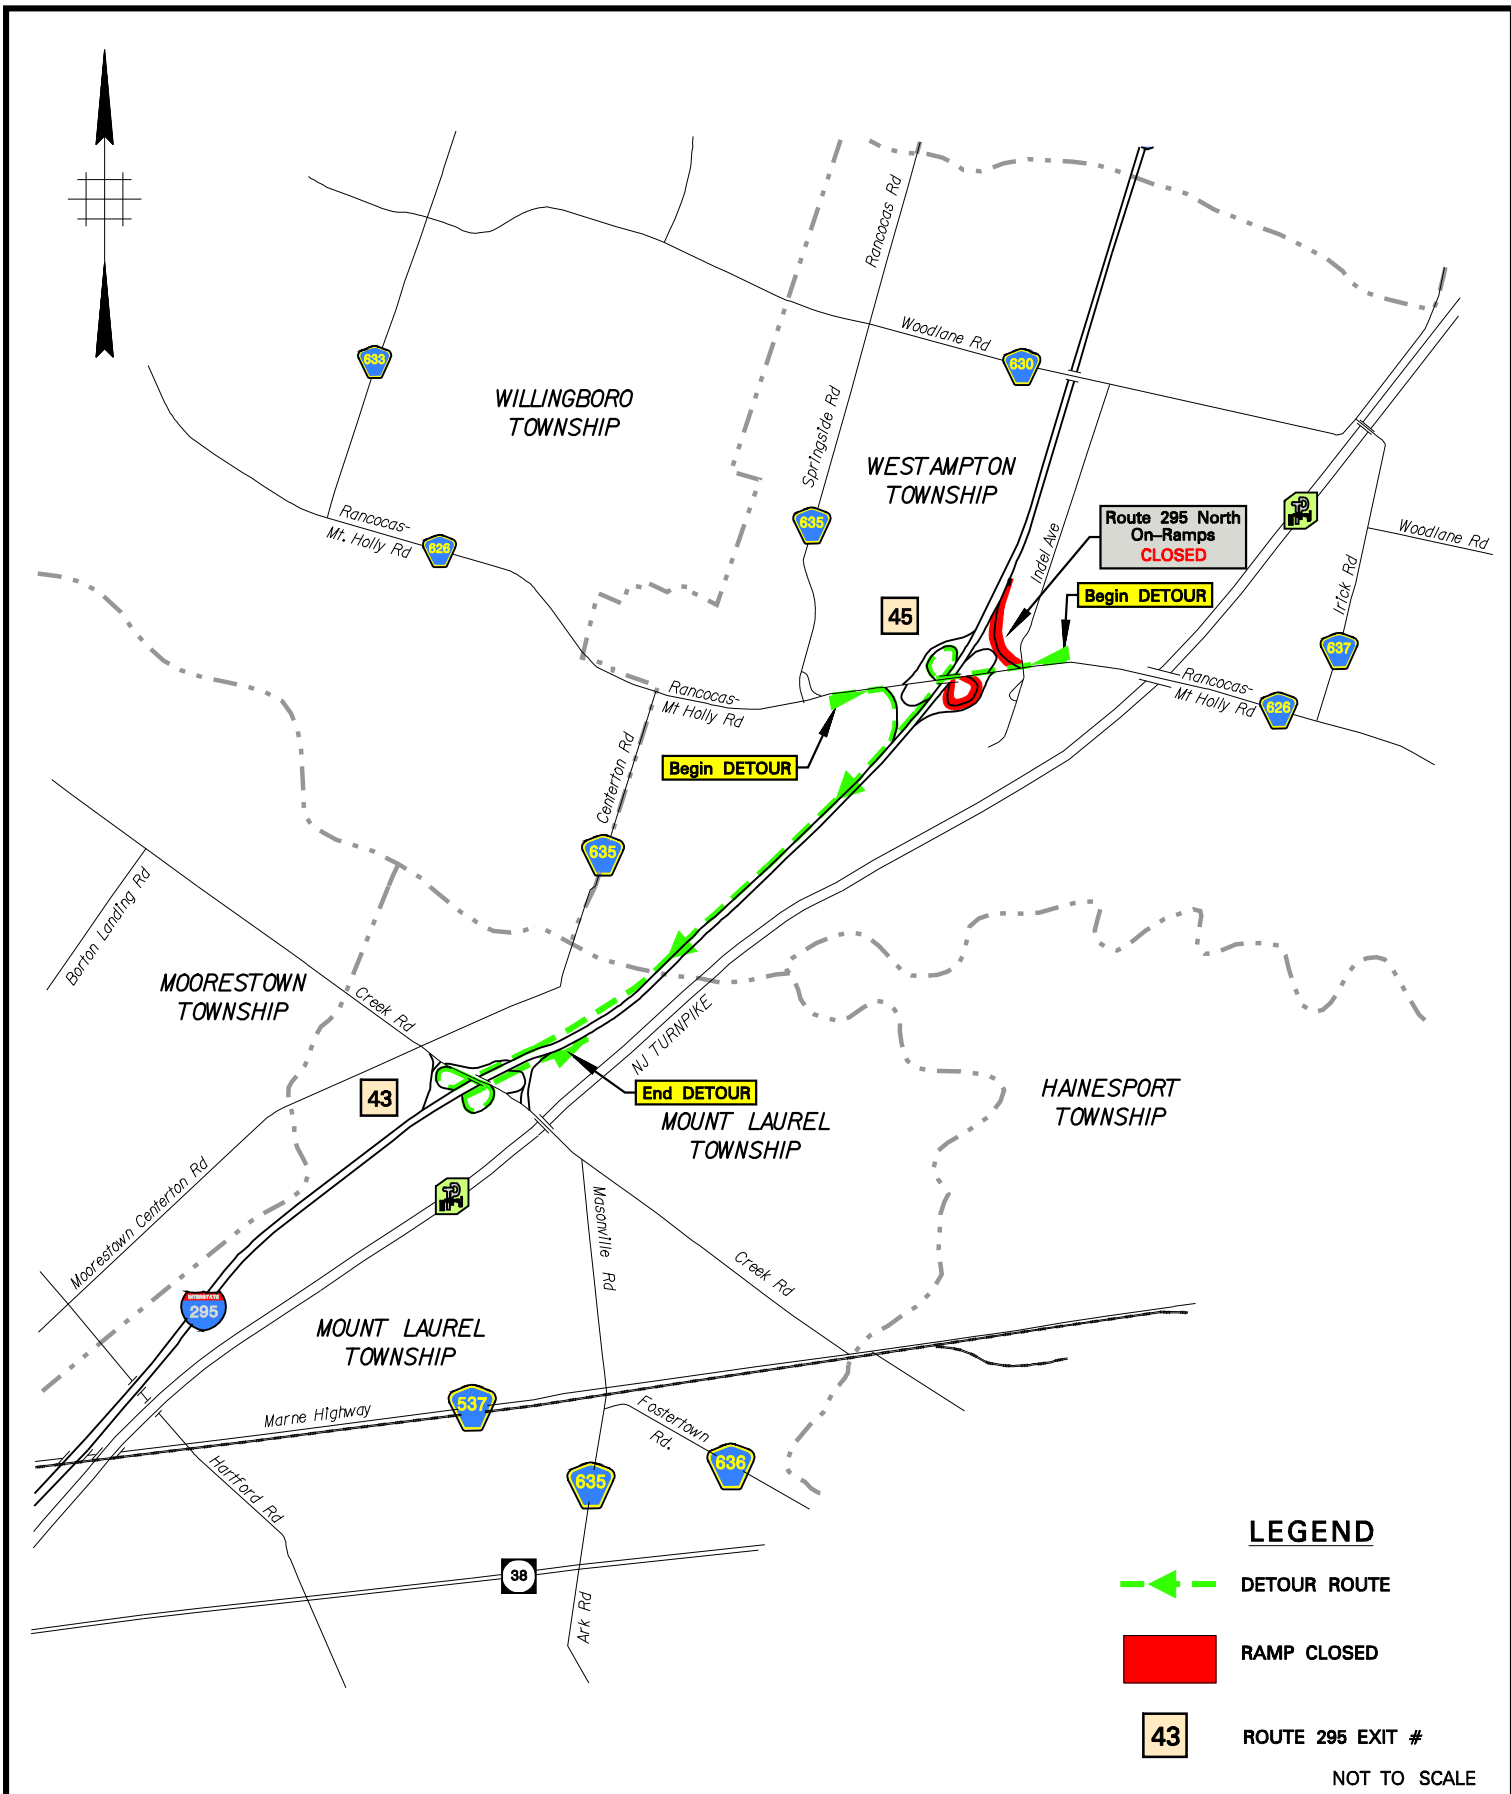 Rancocas Rd
Woodlane Rd
630
633
WILLINGBORO
TOWNSHIP
Springside Rd
WESTAMPTON
TOWNSHIP
635
Rancocas-
Mt. Holly Rd
626
Route 295 North
On-Ramps
CLOSED
Indel Ave
Woodlane Rd
Irick Rd
Begin DETOUR
45
637
Rancocas-
Mt Holly Rd
626
Rancocas-
Mt Holly Rd
Begin DETOUR
Centerton Rd
635
Borton Landing Rd
MOORESTOWN
TOWNSHIP
Creek Rd
NJ TURNPIKE
43
End DETOUR
HAINESPORT
TOWNSHIP
MOUNT LAUREL
TOWNSHIP
Moorestown Centerton Rd
Masonville Rd
Creek Rd
INTERSTATE
295
MOUNT LAUREL
TOWNSHIP
Marne Highway
537
Fostertown
Rd.
636
635
Hartford Rd
38
Ark Rd
LEGEND
DETOUR ROUTE
RAMP CLOSED
43
ROUTE 295 EXIT #
NOT TO SCALE